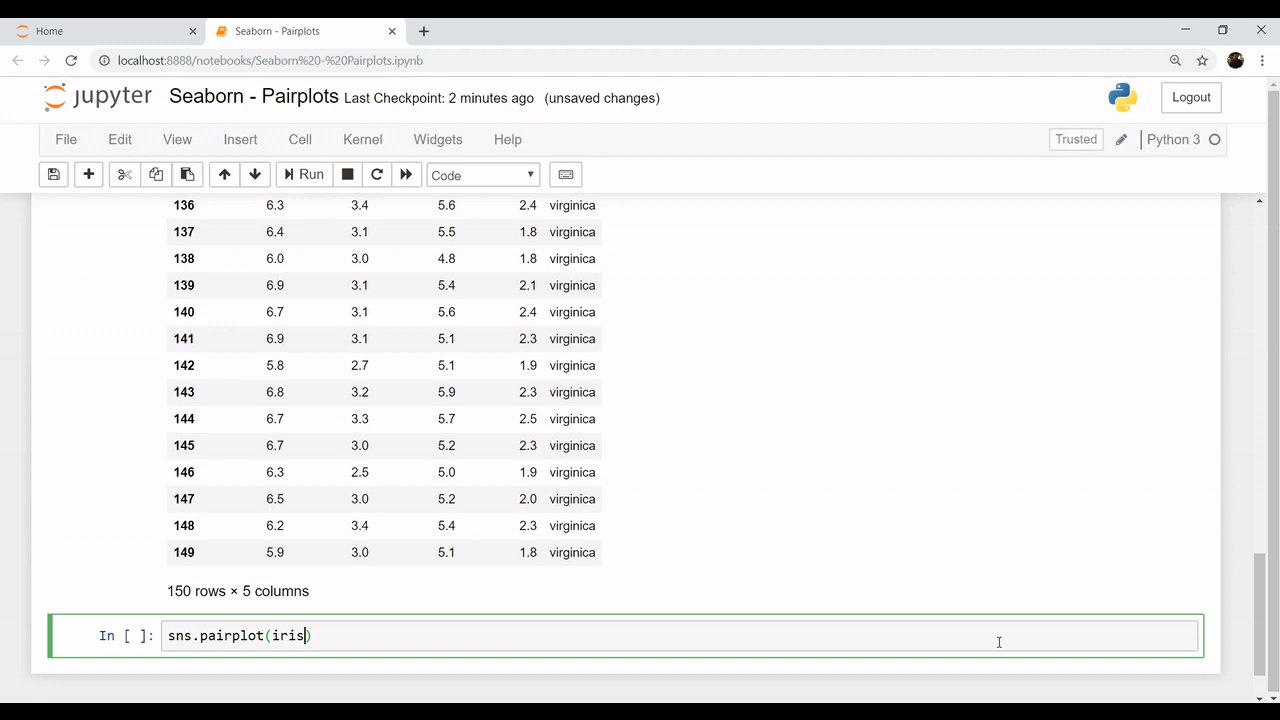 Home
Seaborn - Pairplots
localhost:8888/notebooks/Seaborn%20-%20Pairplots.ipynb
jupyter Seaborn - Pairplots Last Checkpoint: 2 minutes ago (unsaved changes)
Logout
File Edit View Insert Cell Kernel Widgets Help
Trusted Python 3
Run Code
136 6.3 3.4 5.6 2.4 virginica
137 6.4 3.1 5.5 1.8 virginica
138 6.0 3.0 4.8 1.8 virginica
139 6.9 3.1 5.4 2.1 virginica
140 6.7 3.1 5.6 2.4 virginica
141 6.9 3.1 5.1 2.3 virginica
142 5.8 2.7 5.1 1.9 virginica
143 6.8 3.2 5.9 2.3 virginica
144 6.7 3.3 5.7 2.5 virginica
145 6.7 3.0 5.2 2.3 virginica
146 6.3 2.5 5.0 1.9 virginica
147 6.5 3.0 5.2 2.0 virginica
148 6.2 3.4 5.4 2.3 virginica
149 5.9 3.0 5.1 1.8 virginica
150 rows × 5 columns
In [ ]: sns.pairplot(iris)